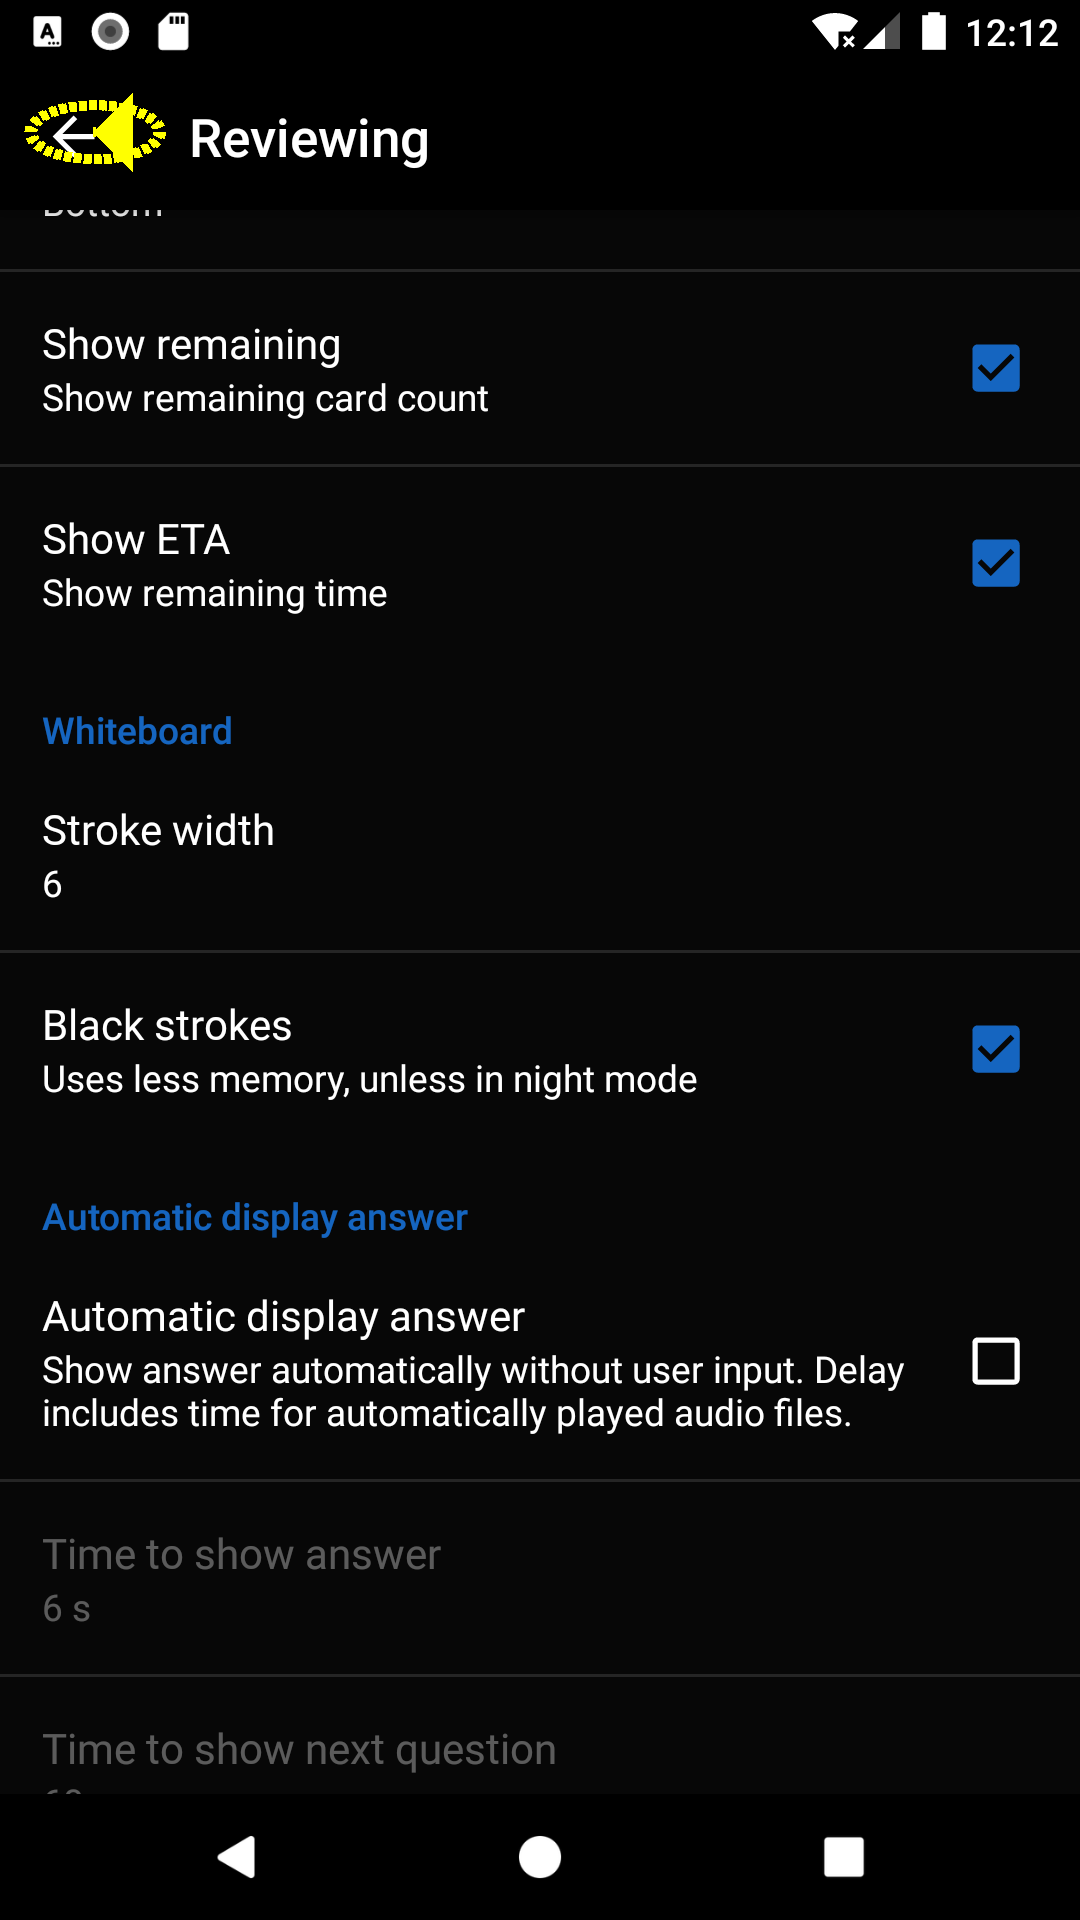 12:12
Reviewing
Bottom
Show remaining
Show remaining card count
Show ETA
Show remaining time
Whiteboard
Stroke width
6
Black strokes
Uses less memory, unless in night mode
Automatic display answer
Automatic display answer
Show answer automatically without user input. Delay
includes time for automatically played audio files.
Time to show answer
6 s
Time to show next question